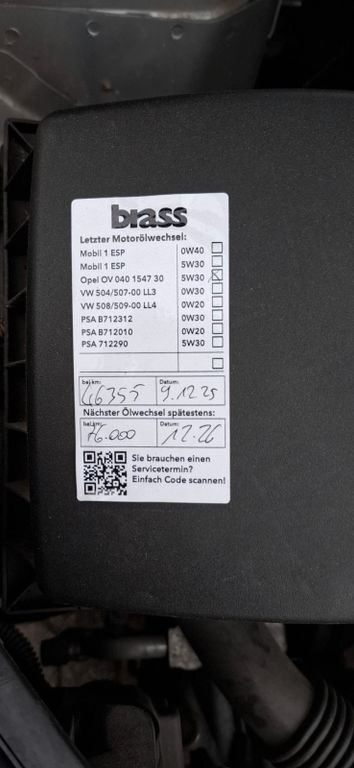 brass
Letzter Motorölwechsel:
Mobil 1 ESP 0W40
Mobil 1 ESP 5W30
Opel OV 040 1547 30 5W30
VW 504/507-00 LL3 0W30
VW 508/509-00 LL4 0W20
PSA B712312 0W30
PSA B712010 0W20
PSA 712290 5W30
bei km: Datum:
46355 9.12.25
Nächster Ölwechsel spätestens:
bei km: Datum:
76.000 12.26
Sie brauchen einen
Servicetermin?
Einfach Code scannen!